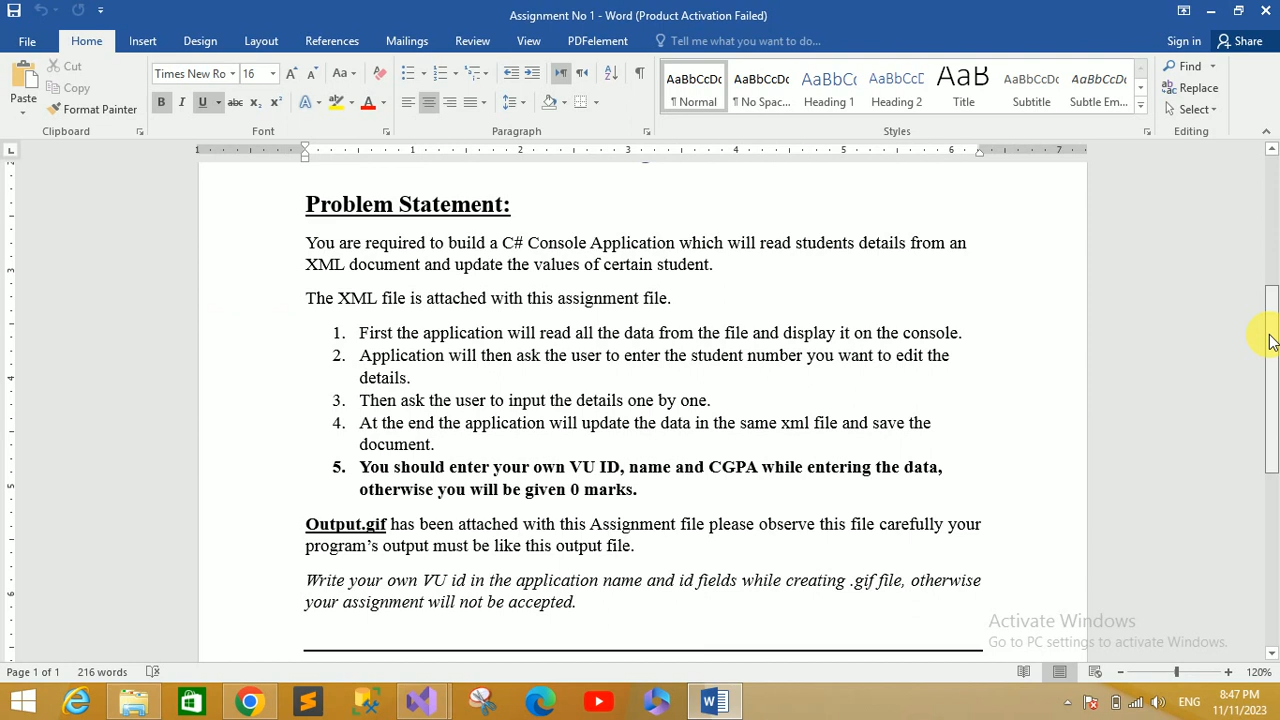 Assignment No 1 - Word (Product Activation Failed)
File Home Insert Design Layout References Mailings Review View PDFelement Tell me what you want to do... Sign in Share
Paste
Cut
Copy
Format Painter
Clipboard
Times New Ro 16
Font
Paragraph
AaBbCcDc AaBbCcDc AaBbCc AaBbCcE AaB AaBbCcDc AaBbCcDc
¶ Normal ¶ No Spac... Heading 1 Heading 2 Title Subtitle Subtle Em...
Styles
Find
Replace
Select
Editing
1 1 2 3 4 5 6 7
Problem Statement:
You are required to build a C# Console Application which will read students details from an
XML document and update the values of certain student.
The XML file is attached with this assignment file.
1. First the application will read all the data from the file and display it on the console.
2. Application will then ask the user to enter the student number you want to edit the
details.
3. Then ask the user to input the details one by one.
4. At the end the application will update the data in the same xml file and save the
document.
5. You should enter your own VU ID, name and CGPA while entering the data,
otherwise you will be given 0 marks.
Output.gif has been attached with this Assignment file please observe this file carefully your
program’s output must be like this output file.
Write your own VU id in the application name and id fields while creating .gif file, otherwise
your assignment will not be accepted.
Activate Windows
Go to PC settings to activate Windows.
Page 1 of 1 216 words 120%
ENG
8:47 PM
11/11/2023